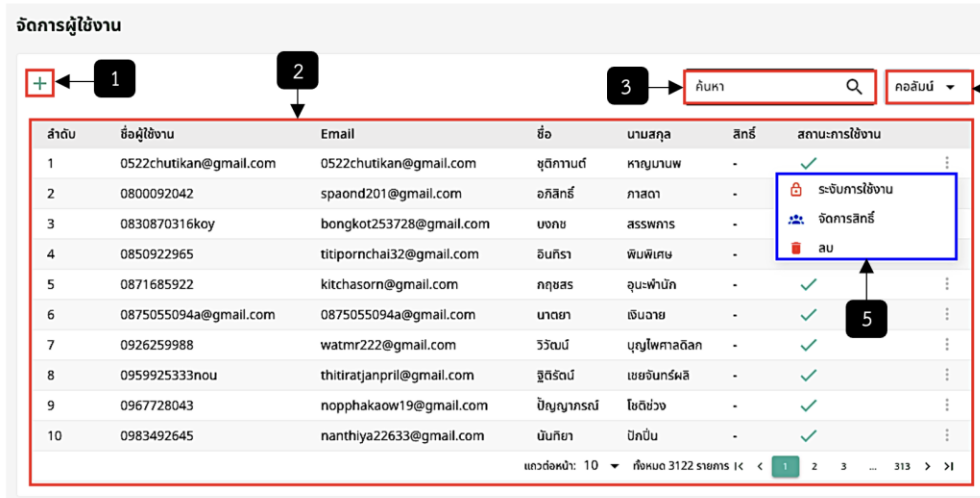 จัดการผู้ใช้งาน
+ 1 2 3 ค้นหา คอลัมน์
ลำดับ ชื่อผู้ใช้งาน Email ชื่อ นามสกุล สิทธิ์ สถานะการใช้งาน
1 0522chutikan@gmail.com 0522chutikan@gmail.com ชุติกานต์ หาญมานพ -
2 0800092042 spaond201@gmail.com อภิสิทธิ์ ภาสดา - ระงับการใช้งาน
3 0830870316koy bongkot253728@gmail.com บงกช สรรพการ - จัดการสิทธิ์
4 0850922965 titipornchai32@gmail.com อินทิรา พิมพิเศษ - ลบ
5 0871685922 kitchasorn@gmail.com กฤชสร อุนะพำนัก -
6 0875055094a@gmail.com 0875055094a@gmail.com นาตยา เงินฉาย - 5
7 0926259988 watmr222@gmail.com วิวัฒน์ บุญไพศาลดิลก -
8 0959925333nou thitiratjanpril@gmail.com ฐิติรัตน์ เชยจันทร์ผลิ -
9 0967728043 nopphakaow19@gmail.com ปัญญาภรณ์ โชติช่วง -
10 0983492645 nanthiya22633@gmail.com นันทิยา ปักปิ่น -
แถวต่อหน้า: 10 ทั้งหมด 3122 รายการ |< < 1 2 3 ... 313 > >|